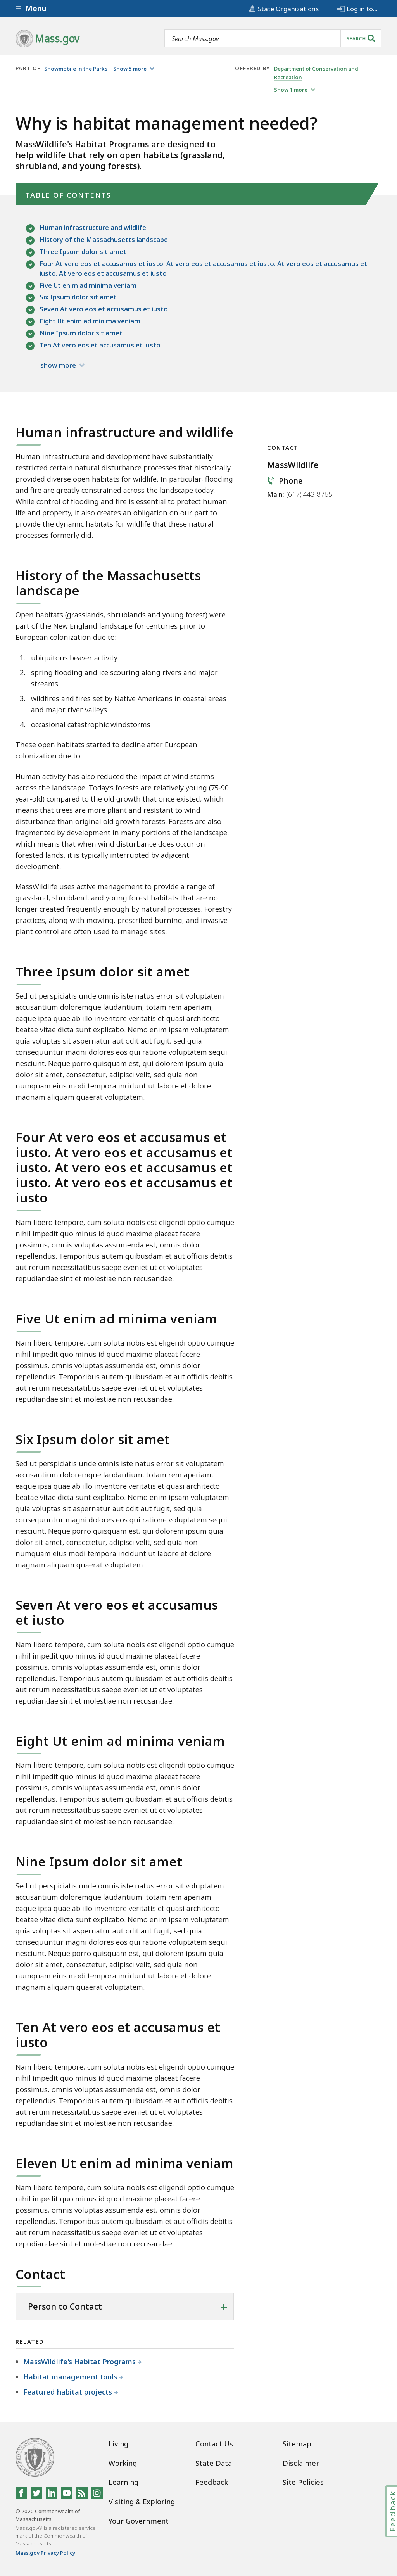 Menu
State Organizations
Log in to...
Mass.gov
Search Mass.gov
SEARCH
PART OF Snowmobile in the Parks Show 5 more
OFFERED BY Department of Conservation and
Recreation
Show 1 more
Why is habitat management needed?
MassWildlife's Habitat Programs are designed to
help wildlife that rely on open habitats (grassland,
shrubland, and young forests).
TABLE OF CONTENTS
Human infrastructure and wildlife
History of the Massachusetts landscape
Three Ipsum dolor sit amet
Four At vero eos et accusamus et iusto. At vero eos et accusamus et iusto. At vero eos et accusamus et
iusto. At vero eos et accusamus et iusto
Five Ut enim ad minima veniam
Six Ipsum dolor sit amet
Seven At vero eos et accusamus et iusto
Eight Ut enim ad minima veniam
Nine Ipsum dolor sit amet
Ten At vero eos et accusamus et iusto
show more
Human infrastructure and wildlife
Human infrastructure and development have substantially
restricted certain natural disturbance processes that historically
provided diverse open habitats for wildlife. In particular, flooding
and fire are greatly constrained across the landscape today.
While control of flooding and fire is essential to protect human
life and property, it also creates an obligation on our part to
provide the dynamic habitats for wildlife that these natural
processes formerly did.
CONTACT
MassWildlife
Phone
Main: (617) 443-8765
History of the Massachusetts
landscape
Open habitats (grasslands, shrublands and young forest) were
part of the New England landscape for centuries prior to
European colonization due to:
1. ubiquitous beaver activity
2. spring flooding and ice scouring along rivers and major
streams
3. wildfires and fires set by Native Americans in coastal areas
and major river valleys
4. occasional catastrophic windstorms
These open habitats started to decline after European
colonization due to:
Human activity has also reduced the impact of wind storms
across the landscape. Today's forests are relatively young (75-90
year-old) compared to the old growth that once existed, which
means that trees are more pliant and resistant to wind
disturbance than original old growth forests. Forests are also
fragmented by development in many portions of the landscape,
which means that when wind disturbance does occur on
forested lands, it is typically interrupted by adjacent
development.
MassWildlife uses active management to provide a range of
grassland, shrubland, and young forest habitats that are no
longer created frequently enough by natural processes. Forestry
practices, along with mowing, prescribed burning, and invasive
plant control are often used to manage sites.
Three Ipsum dolor sit amet
Sed ut perspiciatis unde omnis iste natus error sit voluptatem
accusantium doloremque laudantium, totam rem aperiam,
eaque ipsa quae ab illo inventore veritatis et quasi architecto
beatae vitae dicta sunt explicabo. Nemo enim ipsam voluptatem
quia voluptas sit aspernatur aut odit aut fugit, sed quia
consequuntur magni dolores eos qui ratione voluptatem sequi
nesciunt. Neque porro quisquam est, qui dolorem ipsum quia
dolor sit amet, consectetur, adipisci velit, sed quia non
numquam eius modi tempora incidunt ut labore et dolore
magnam aliquam quaerat voluptatem.
Four At vero eos et accusamus et
iusto. At vero eos et accusamus et
iusto. At vero eos et accusamus et
iusto. At vero eos et accusamus et
iusto
Nam libero tempore, cum soluta nobis est eligendi optio cumque
nihil impedit quo minus id quod maxime placeat facere
possimus, omnis voluptas assumenda est, omnis dolor
repellendus. Temporibus autem quibusdam et aut officiis debitis
aut rerum necessitatibus saepe eveniet ut et voluptates
repudiandae sint et molestiae non recusandae.
Five Ut enim ad minima veniam
Nam libero tempore, cum soluta nobis est eligendi optio cumque
nihil impedit quo minus id quod maxime placeat facere
possimus, omnis voluptas assumenda est, omnis dolor
repellendus. Temporibus autem quibusdam et aut officiis debitis
aut rerum necessitatibus saepe eveniet ut et voluptates
repudiandae sint et molestiae non recusandae.
Six Ipsum dolor sit amet
Sed ut perspiciatis unde omnis iste natus error sit voluptatem
accusantium doloremque laudantium, totam rem aperiam,
eaque ipsa quae ab illo inventore veritatis et quasi architecto
beatae vitae dicta sunt explicabo. Nemo enim ipsam voluptatem
quia voluptas sit aspernatur aut odit aut fugit, sed quia
consequuntur magni dolores eos qui ratione voluptatem sequi
nesciunt. Neque porro quisquam est, qui dolorem ipsum quia
dolor sit amet, consectetur, adipisci velit, sed quia non
numquam eius modi tempora incidunt ut labore et dolore
magnam aliquam quaerat voluptatem.
Seven At vero eos et accusamus
et iusto
Nam libero tempore, cum soluta nobis est eligendi optio cumque
nihil impedit quo minus id quod maxime placeat facere
possimus, omnis voluptas assumenda est, omnis dolor
repellendus. Temporibus autem quibusdam et aut officiis debitis
aut rerum necessitatibus saepe eveniet ut et voluptates
repudiandae sint et molestiae non recusandae.
Eight Ut enim ad minima veniam
Nam libero tempore, cum soluta nobis est eligendi optio cumque
nihil impedit quo minus id quod maxime placeat facere
possimus, omnis voluptas assumenda est, omnis dolor
repellendus. Temporibus autem quibusdam et aut officiis debitis
aut rerum necessitatibus saepe eveniet ut et voluptates
repudiandae sint et molestiae non recusandae.
Nine Ipsum dolor sit amet
Sed ut perspiciatis unde omnis iste natus error sit voluptatem
accusantium doloremque laudantium, totam rem aperiam,
eaque ipsa quae ab illo inventore veritatis et quasi architecto
beatae vitae dicta sunt explicabo. Nemo enim ipsam voluptatem
quia voluptas sit aspernatur aut odit aut fugit, sed quia
consequuntur magni dolores eos qui ratione voluptatem sequi
nesciunt. Neque porro quisquam est, qui dolorem ipsum quia
dolor sit amet, consectetur, adipisci velit, sed quia non
numquam eius modi tempora incidunt ut labore et dolore
magnam aliquam quaerat voluptatem.
Ten At vero eos et accusamus et
iusto
Nam libero tempore, cum soluta nobis est eligendi optio cumque
nihil impedit quo minus id quod maxime placeat facere
possimus, omnis voluptas assumenda est, omnis dolor
repellendus. Temporibus autem quibusdam et aut officiis debitis
aut rerum necessitatibus saepe eveniet ut et voluptates
repudiandae sint et molestiae non recusandae.
Eleven Ut enim ad minima veniam
Nam libero tempore, cum soluta nobis est eligendi optio cumque
nihil impedit quo minus id quod maxime placeat facere
possimus, omnis voluptas assumenda est, omnis dolor
repellendus. Temporibus autem quibusdam et aut officiis debitis
aut rerum necessitatibus saepe eveniet ut et voluptates
repudiandae sint et molestiae non recusandae.
Contact
Person to Contact
RELATED
MassWildlife's Habitat Programs
Habitat management tools
Featured habitat projects
© 2020 Commonwealth of
Massachusetts.
Mass.gov® is a registered service
mark of the Commonwealth of
Massachusetts.
Mass.gov Privacy Policy
Living
Working
Learning
Visiting & Exploring
Your Government
Contact Us
State Data
Feedback
Sitemap
Disclaimer
Site Policies
Feedback